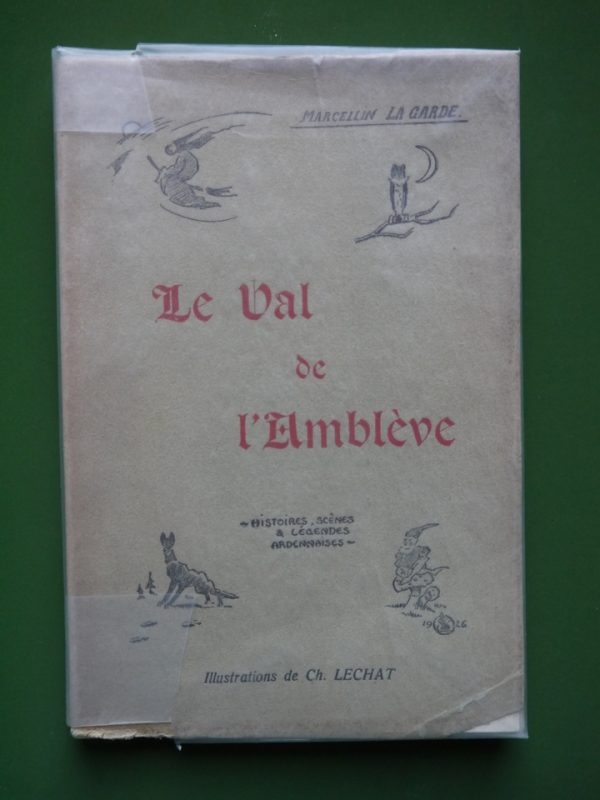 MARCELLIN LA GARDE.
Le Val
de
l'Amblève
~ HISTOIRES, SCÈNES
& LÉGENDES
ARDENNAISES ~
1926
Illustrations de Ch. LECHAT